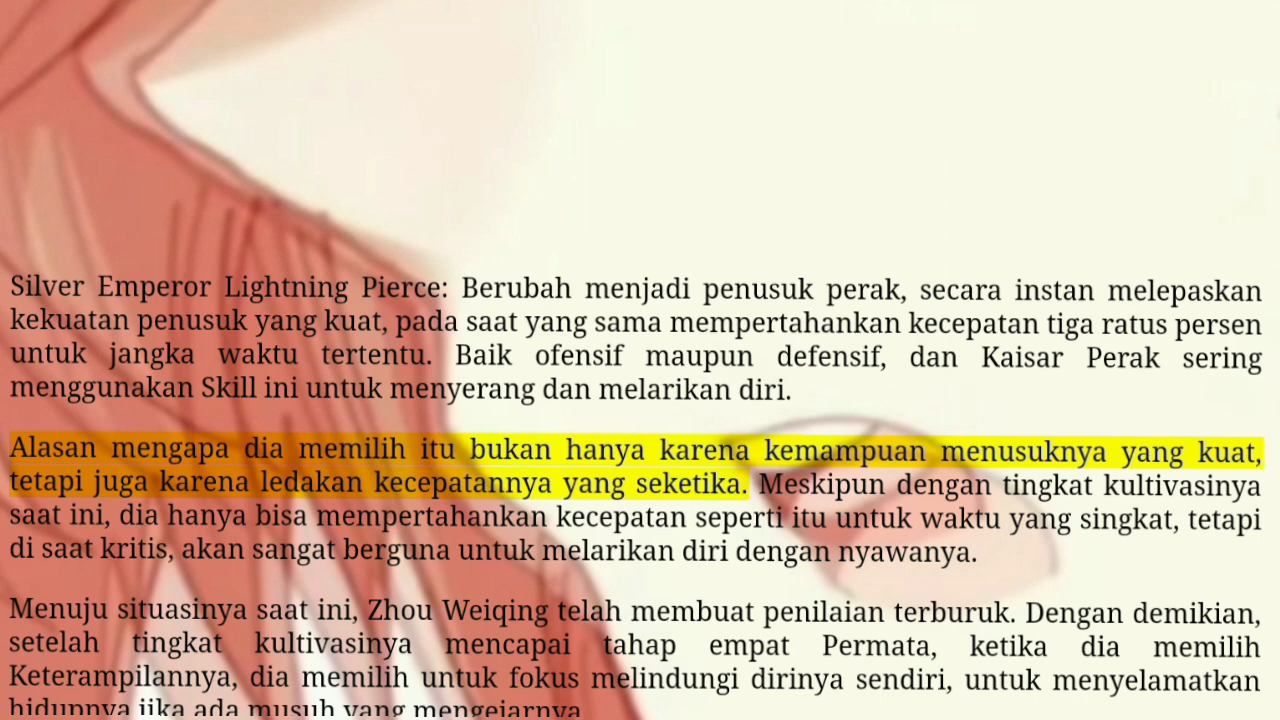 Silver Emperor Lightning Pierce: Berubah menjadi penusuk perak, secara instan melepaskan
kekuatan penusuk yang kuat, pada saat yang sama mempertahankan kecepatan tiga ratus persen
untuk jangka waktu tertentu. Baik ofensif maupun defensif, dan Kaisar Perak sering
menggunakan Skill ini untuk menyerang dan melarikan diri.
Alasan mengapa dia memilih itu bukan hanya karena kemampuan menusuknya yang kuat,
tetapi juga karena ledakan kecepatannya yang seketika. Meskipun dengan tingkat kultivasinya
saat ini, dia hanya bisa mempertahankan kecepatan seperti itu untuk waktu yang singkat, tetapi
di saat kritis, akan sangat berguna untuk melarikan diri dengan nyawanya.
Menuju situasinya saat ini, Zhou Weiqing telah membuat penilaian terburuk. Dengan demikian,
setelah tingkat kultivasinya mencapai tahap empat Permata, ketika dia memilih
Keterampilannya, dia memilih untuk fokus melindungi dirinya sendiri, untuk menyelamatkan
hidupnya jika ada musuh yang mengejarnya